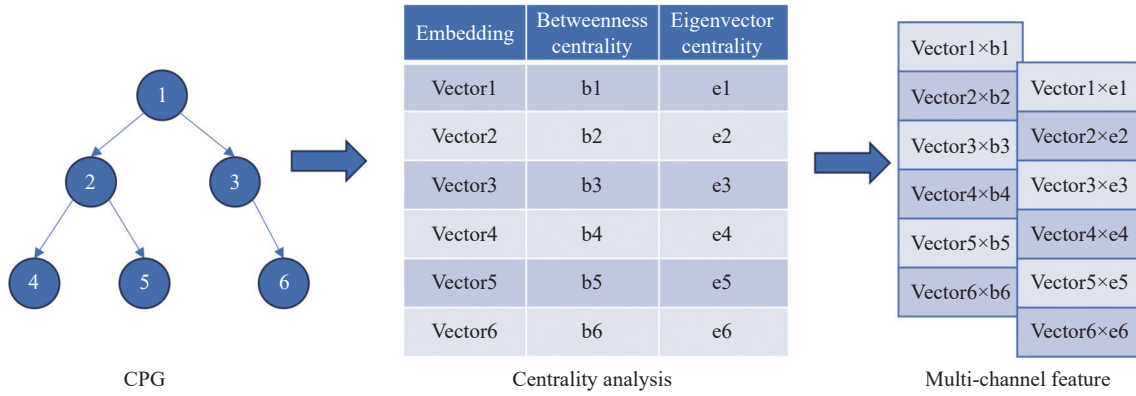 1
2
3
4
5
6
CPG
Embedding
Betweenness
centrality
Eigenvector
centrality
Vector1 b1 e1
Vector2 b2 e2
Vector3 b3 e3
Vector4 b4 e4
Vector5 b5 e5
Vector6 b6 e6
Centrality analysis
Vector1×b1
Vector2×b2
Vector3×b3
Vector4×b4
Vector5×b5
Vector6×b6
Vector1×e1
Vector2×e2
Vector3×e3
Vector4×e4
Vector5×e5
Vector6×e6
Multi-channel feature